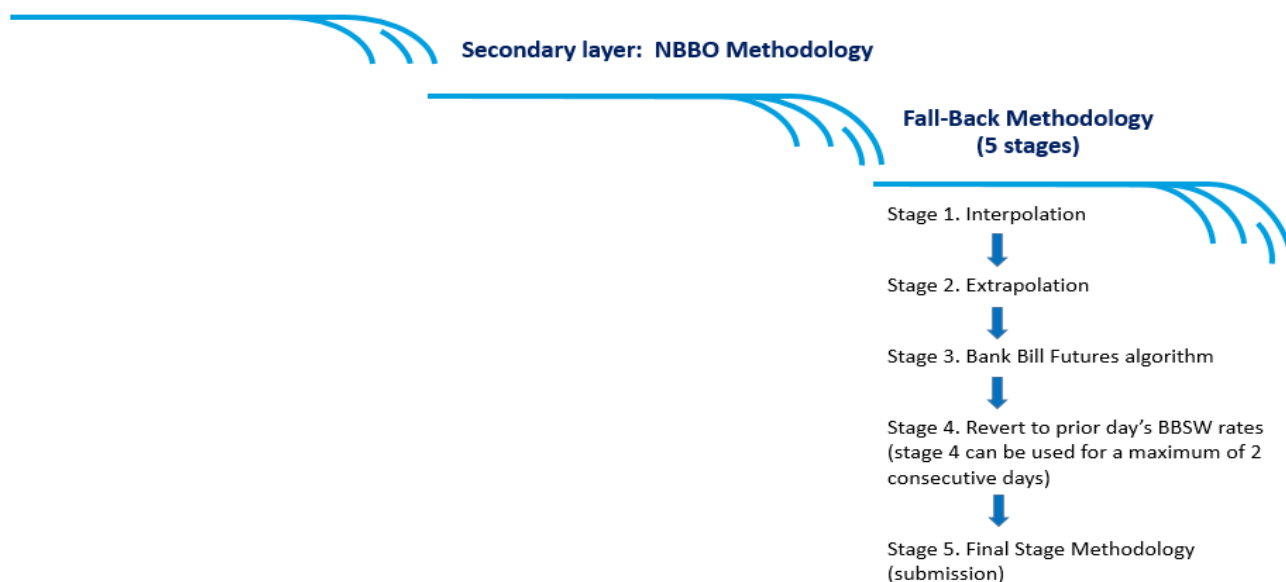 Secondary layer:  NBBO Methodology
Fall-Back Methodology
(5 stages)
Stage 1. Interpolation
Stage 2. Extrapolation
Stage 3. Bank Bill Futures algorithm
Stage 4. Revert to prior day’s BBSW rates
(stage 4 can be used for a maximum of 2
consecutive days)
Stage 5. Final Stage Methodology
(submission)